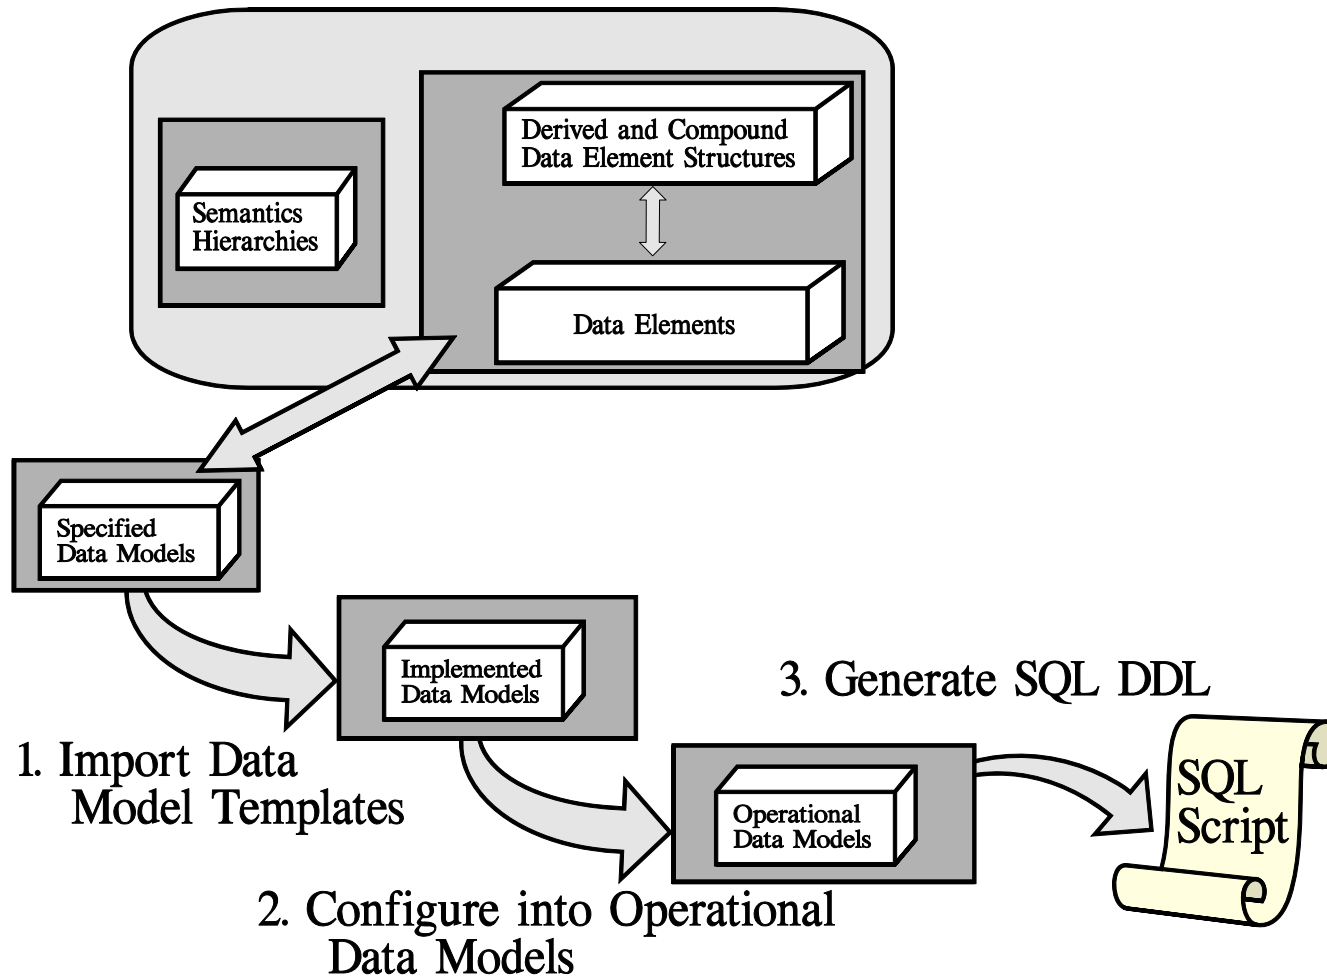 Derived and Compound
Data Element Structures
Semantics
Hierarchies
Data Elements
Specified
Data Models
Implemented
Data Models
3. Generate SQL DDL
1. Import Data
Model Templates
SQL
Script
Operational
Data Models
2. Configure into Operational
Data Models